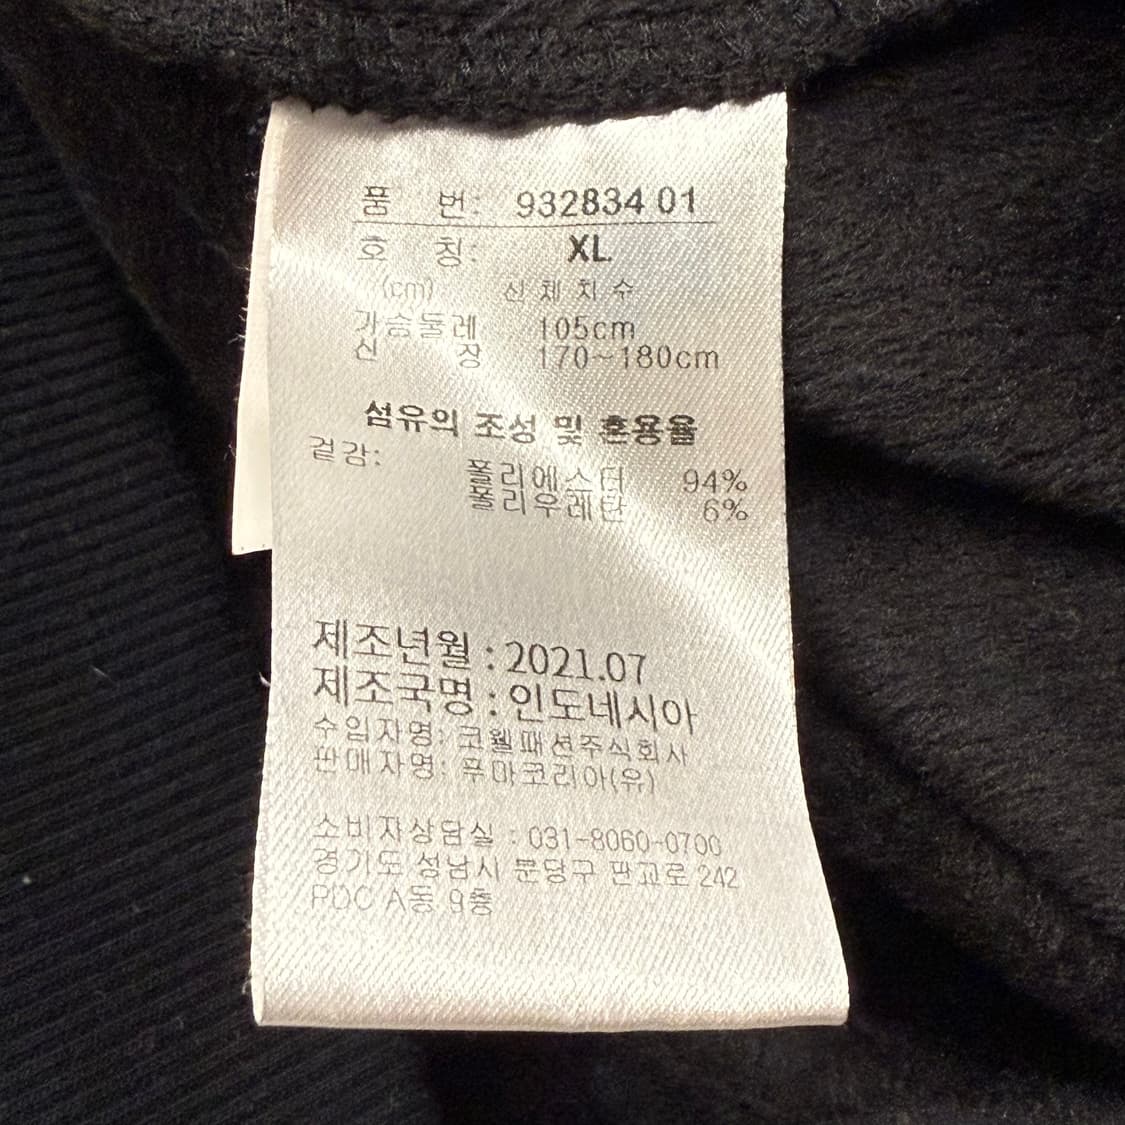 품 번: 932834 01
호 칭: XL
(cm) 신체치수
가슴둘레 105cm
신 장 170~180cm
섬유의 조성 및 혼용율
겉감:
폴리에스터 94%
폴리우레탄 6%
제조년월 : 2021.07
제조국명 : 인도네시아
수입자명: 코웰패션주식회사
판매자명: 푸마코리아(유)
소비자상담실 : 031-8060-0700
경기도 성남시 분당구 판교로 242
PDC A동 9층